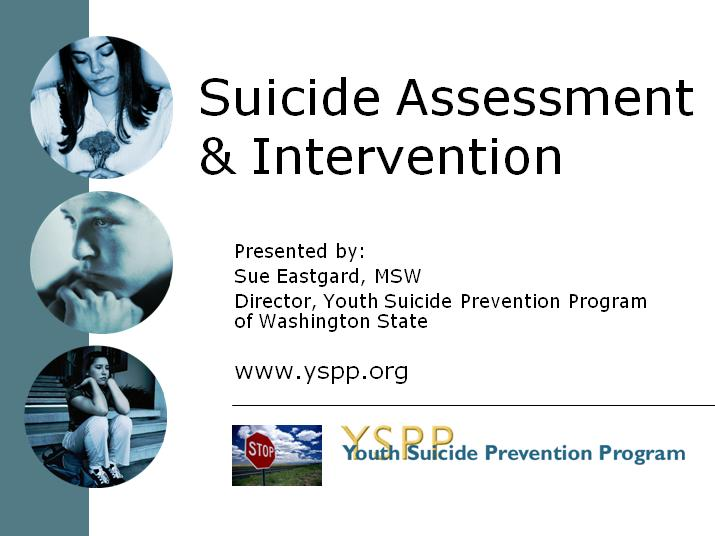 Suicide Assessment
& Intervention
Presented by:
Sue Eastgard, MSW
Director, Youth Suicide Prevention Program
of Washington State
www.yspp.org
STOP
YSPP
Youth Suicide Prevention Program